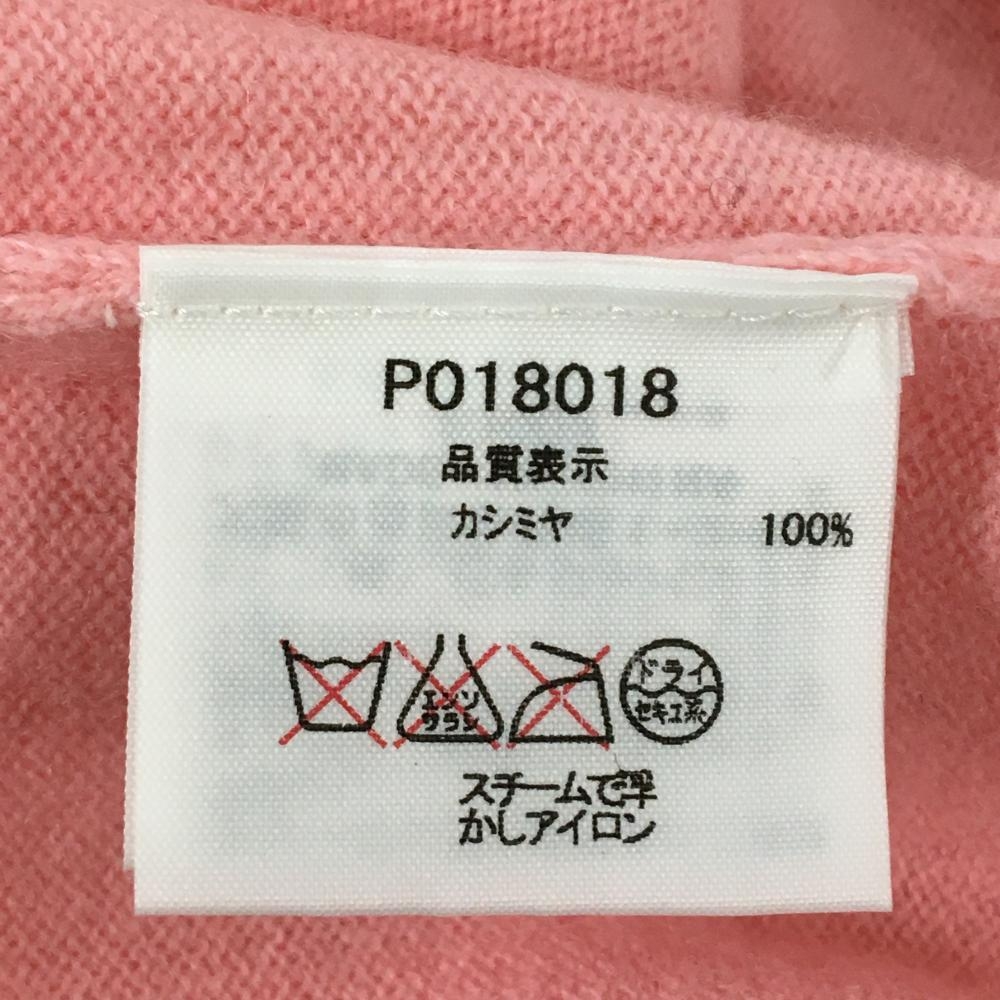 P018018
品質表示
カシミヤ 100%
エンソ
サラシ
ドライ
セキユ系
スチームで浮
かしアイロン